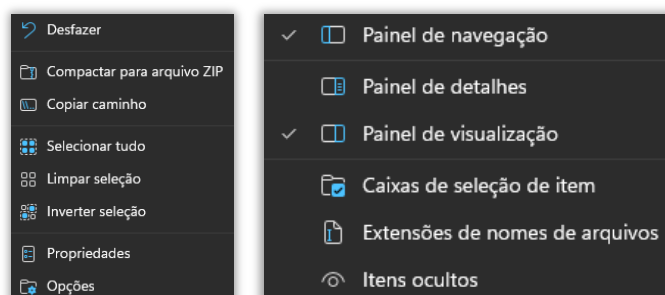 Desfazer
Compactar para arquivo ZIP
Copiar caminho
Selecionar tudo
Limpar seleção
Inverter seleção
Propriedades
Opções
Painel de navegação
Painel de detalhes
Painel de visualização
Caixas de seleção de item
Extensões de nomes de arquivos
Itens ocultos